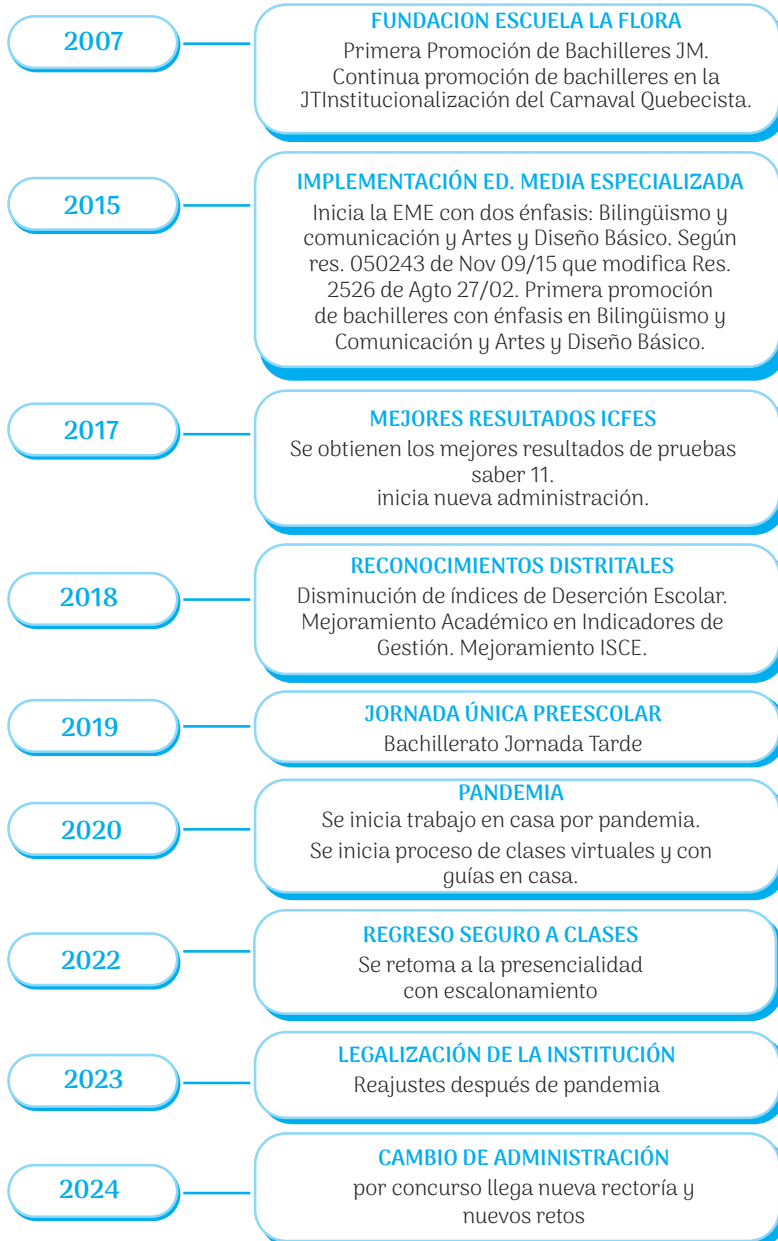 2007
FUNDACION ESCUELA LA FLORA
Primera Promoción de Bachilleres JM.
Continua promoción de bachilleres en la
JTInstitucionalización del Carnaval Quebecista.
2015
IMPLEMENTACIÓN ED. MEDIA ESPECIALIZADA
Inicia la EME con dos énfasis: Bilingüismo y
comunicación y Artes y Diseño Básico. Según
res. 050243 de Nov 09/15 que modifica Res.
2526 de Agto 27/02. Primera promoción
de bachilleres con énfasis en Bilingüismo y
Comunicación y Artes y Diseño Básico.
2017
MEJORES RESULTADOS ICFES
Se obtienen los mejores resultados de pruebas
saber 11.
inicia nueva administración.
2018
RECONOCIMIENTOS DISTRITALES
Disminución de índices de Deserción Escolar.
Mejoramiento Académico en Indicadores de
Gestión. Mejoramiento ISCE.
2019
JORNADA ÚNICA PREESCOLAR
Bachillerato Jornada Tarde
2020
PANDEMIA
Se inicia trabajo en casa por pandemia.
Se inicia proceso de clases virtuales y con
guías en casa.
2022
REGRESO SEGURO A CLASES
Se retoma a la presencialidad
con escalonamiento
2023
LEGALIZACIÓN DE LA INSTITUCIÓN
Reajustes después de pandemia
2024
CAMBIO DE ADMINISTRACIÓN
por concurso llega nueva rectoría y
nuevos retos